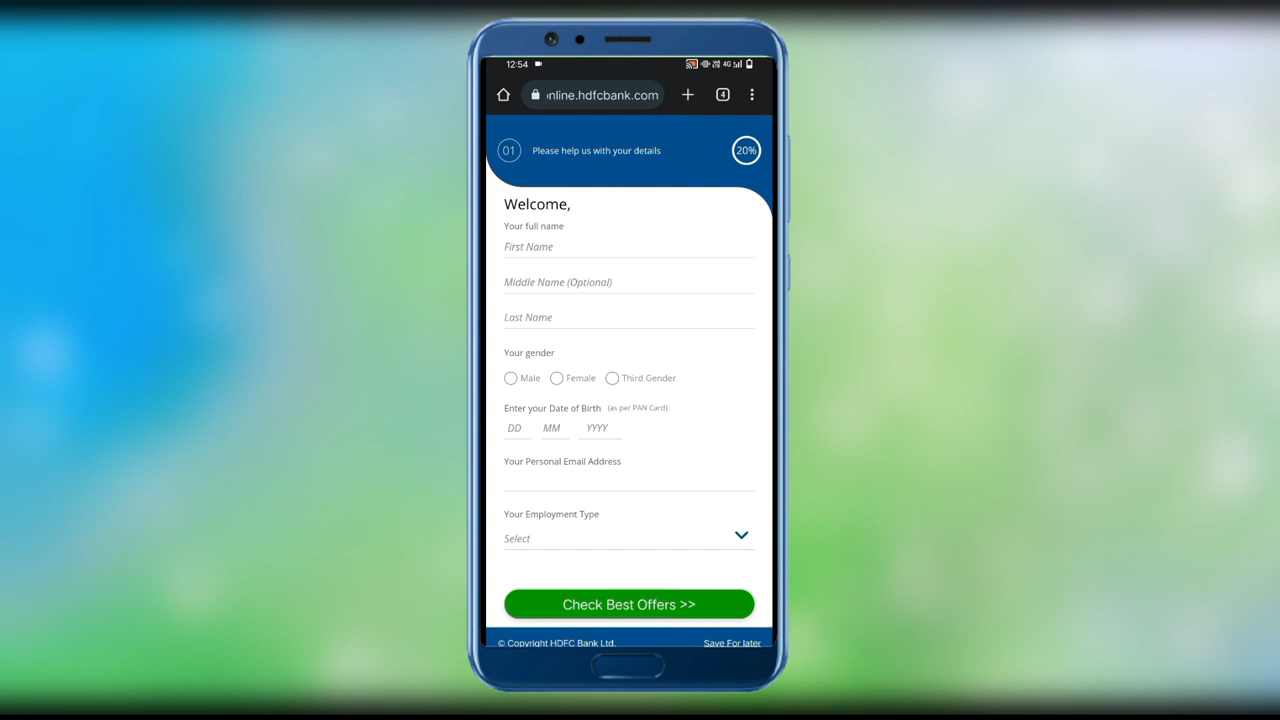 12:54
4G
nline.hdfcbank.com
4
01 Please help us with your details 20%
Welcome,
Your full name
First Name
Middle Name (Optional)
Last Name
Your gender
Male Female Third Gender
Enter your Date of Birth (as per PAN Card)
DD MM YYYY
Your Personal Email Address
Your Employment Type
Select
Check Best Offers >>
© Copyright HDFC Bank Ltd. Save For later